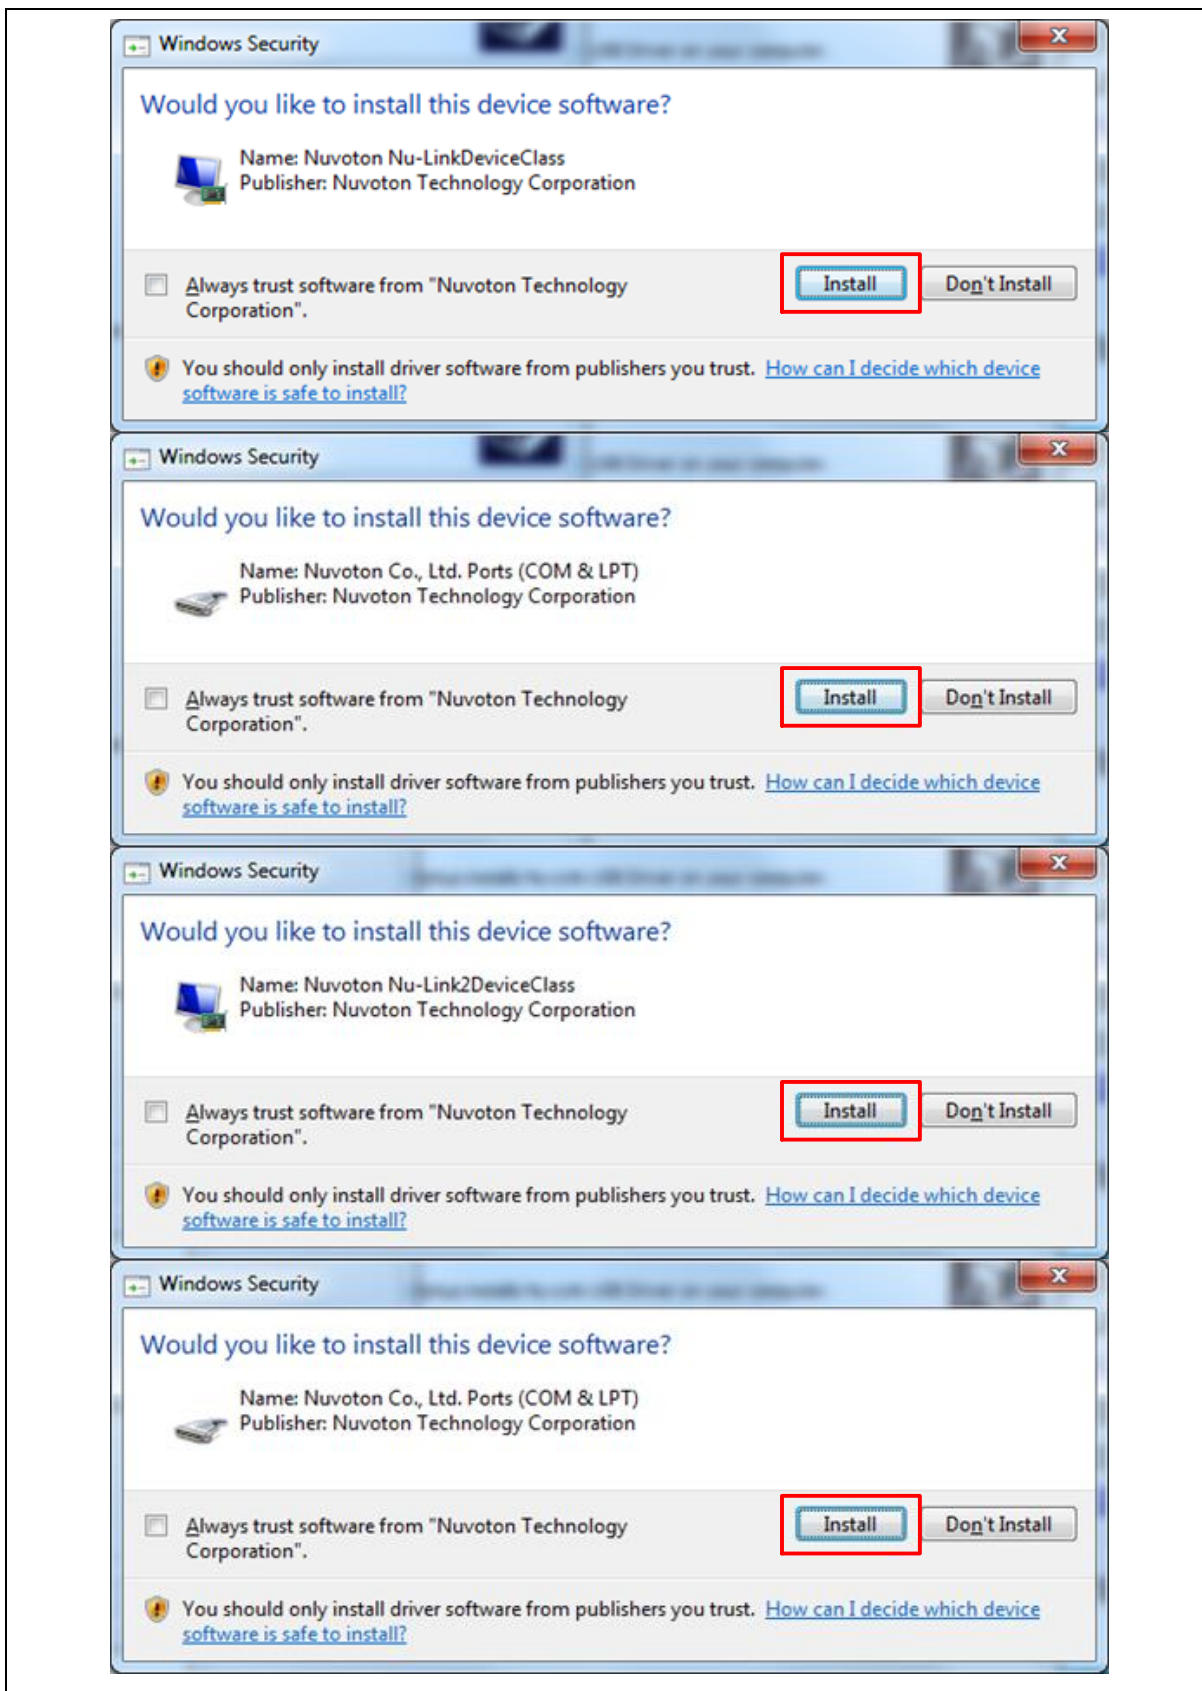 Windows Security
x
Would you like to install this device software?
Name: Nuvoton Nu-LinkDeviceClass
Publisher: Nuvoton Technology Corporation
Always trust software from "Nuvoton Technology
Corporation".
Install
Don't Install
You should only install driver software from publishers you trust. How can I decide which device
software is safe to install?
Windows Security
x
Would you like to install this device software?
Name: Nuvoton Co., Ltd. Ports (COM & LPT)
Publisher: Nuvoton Technology Corporation
Always trust software from "Nuvoton Technology
Corporation".
Install
Don't Install
You should only install driver software from publishers you trust. How can I decide which device
software is safe to install?
Windows Security
x
Would you like to install this device software?
Name: Nuvoton Nu-Link2DeviceClass
Publisher: Nuvoton Technology Corporation
Always trust software from "Nuvoton Technology
Corporation".
Install
Don't Install
You should only install driver software from publishers you trust. How can I decide which device
software is safe to install?
Windows Security
x
Would you like to install this device software?
Name: Nuvoton Co., Ltd. Ports (COM & LPT)
Publisher: Nuvoton Technology Corporation
Always trust software from "Nuvoton Technology
Corporation".
Install
Don't Install
You should only install driver software from publishers you trust. How can I decide which device
software is safe to install?